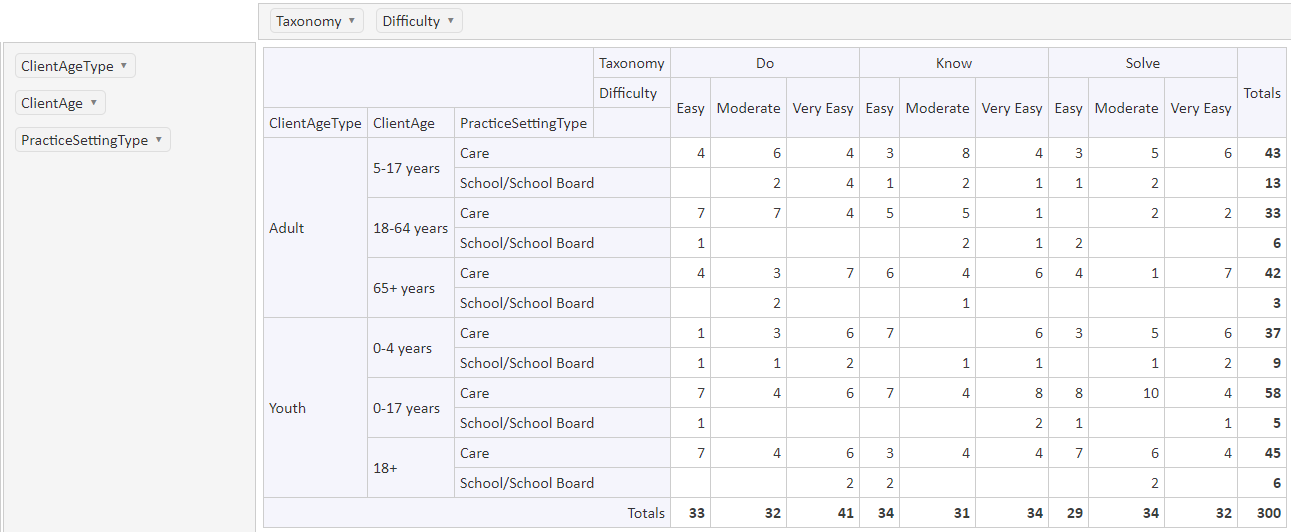 Taxonomy ▼ Difficulty ▼
ClientAgeType ▼
ClientAge ▼
PracticeSettingType ▼
Taxonomy Do Know Solve Totals
Difficulty Easy Moderate Very Easy Easy Moderate Very Easy Easy Moderate Very Easy
ClientAgeType ClientAge PracticeSettingType
Adult 5-17 years Care 4 6 4 3 8 4 3 5 6 43
School/School Board 2 4 1 2 1 1 2 13
18-64 years Care 7 7 4 5 5 1 2 2 33
School/School Board 1 2 1 2 6
65+ years Care 4 3 7 6 4 6 4 1 7 42
School/School Board 2 1 3
Youth 0-4 years Care 1 3 6 7 6 3 5 6 37
School/School Board 1 1 2 1 1 1 2 9
0-17 years Care 7 4 6 7 4 8 8 10 4 58
School/School Board 1 2 1 1 5
18+ Care 7 4 6 3 4 4 7 6 4 45
School/School Board 2 2 2 6
Totals 33 32 41 34 31 34 29 34 32 300